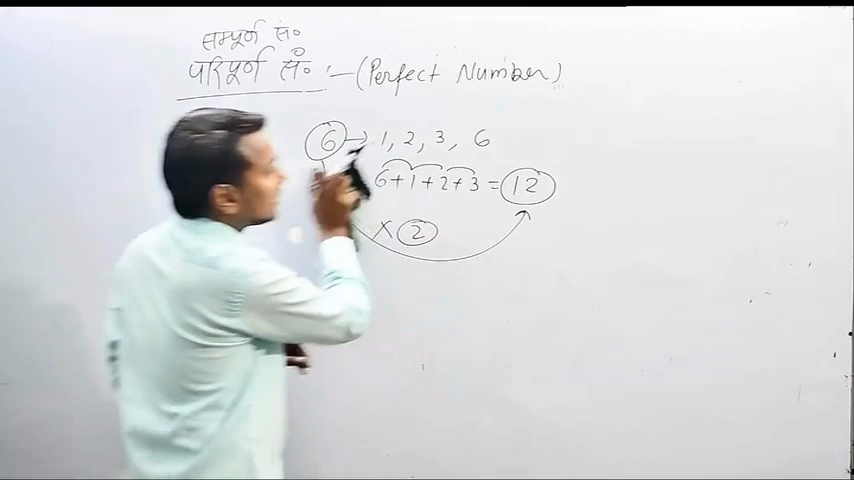 सम्पूर्ण सं०
परिपूर्ण सं० :- (Perfect Number)
6 → 1, 2, 3, 6
6+1+2+3=12
× 2